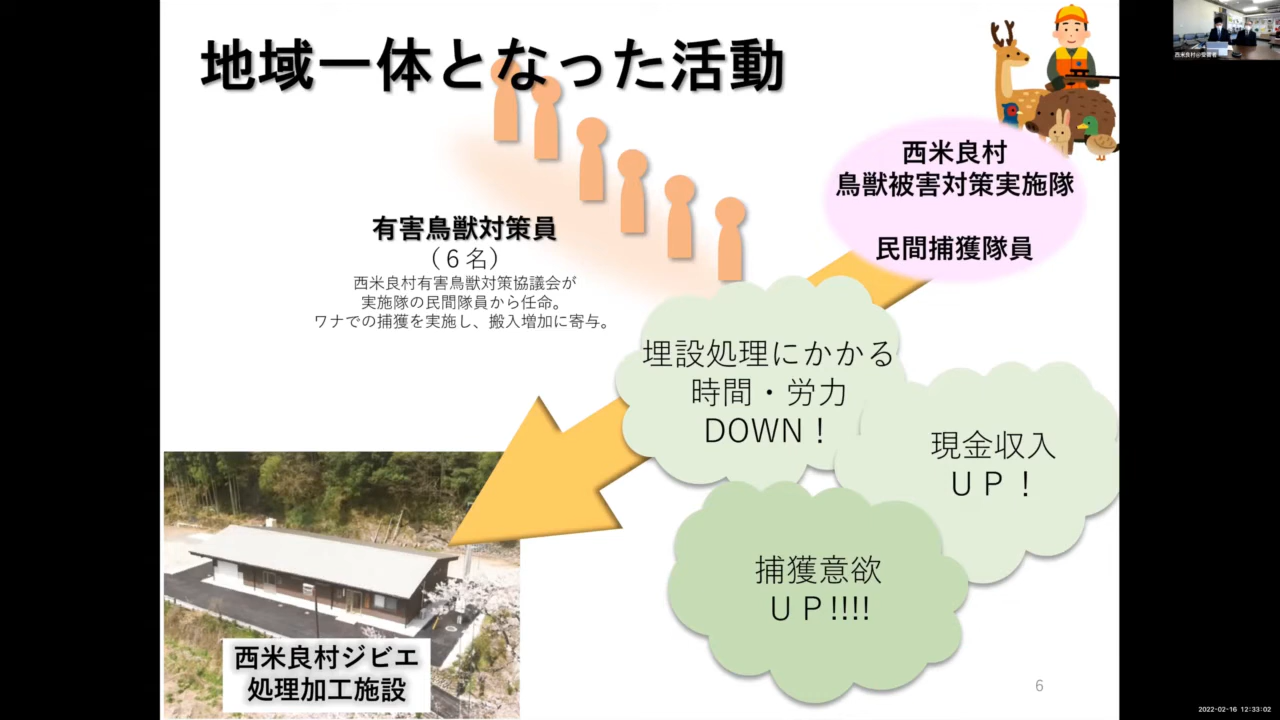 地域一体となった活動
西米良村
鳥獣被害対策実施隊
民間捕獲隊員
有害鳥獣対策員
（６名）
西米良村有害鳥獣対策協議会が
実施隊の民間隊員から任命。
ワナでの捕獲を実施し、搬入増加に寄与。
埋設処理にかかる
時間・労力
DOWN！
現金収入
ＵＰ！
捕獲意欲
ＵＰ!!!!
西米良村ジビエ
処理加工施設
6
2022-02-16 12:33:02